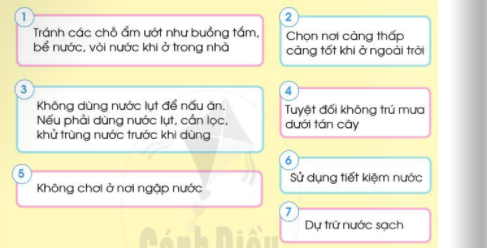 1
Tránh các chỗ ẩm ướt như buồng tắm,
bể nước, vòi nước khi ở trong nhà
2
Chọn nơi càng thấp
càng tốt khi ở ngoài trời
3
Không dùng nước lụt để nấu ăn.
Nếu phải dùng nước lụt, cần lọc,
khử trùng nước trước khi dùng
4
Tuyệt đối không trú mưa
dưới tán cây
5
Không chơi ở nơi ngập nước
6
Sử dụng tiết kiệm nước
7
Dự trữ nước sạch
Cánh Diều